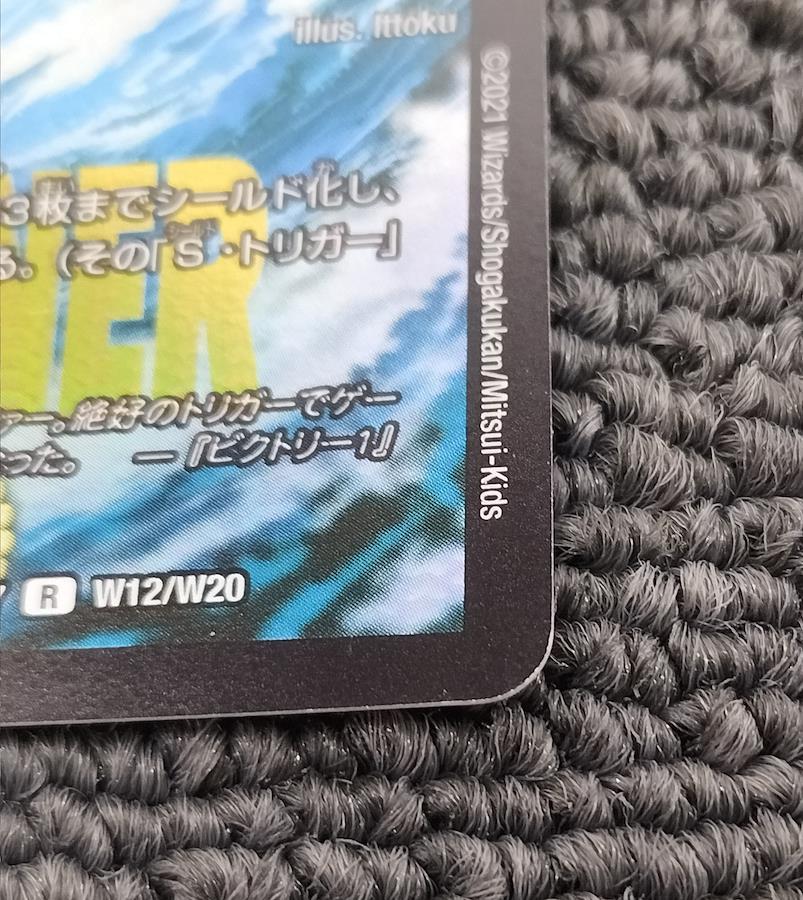 illus. Ittoku
©2021 Wizards/Shogakukan/Mitsui-Kids
3枚までシールド化し、
る。(その「S・トリガー」
ァー。絶好のトリガーでゲー
った。 ―『ビクトリー1』
R W12/W20